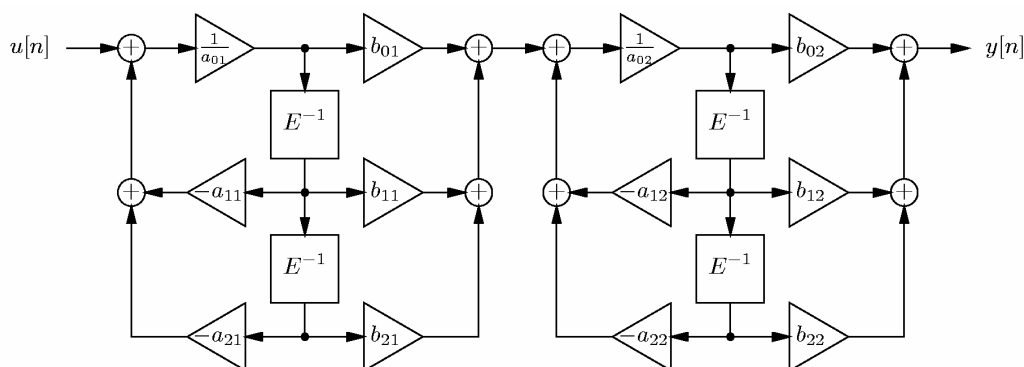 u[n] + 1/a₀₁ b₀₁ + + 1/a₀₂ b₀₂ + y[n]
E⁻¹ E⁻¹
+ −a₁₁ b₁₁ + + −a₁₂ b₁₂ +
E⁻¹ E⁻¹
−a₂₁ b₂₁ −a₂₂ b₂₂